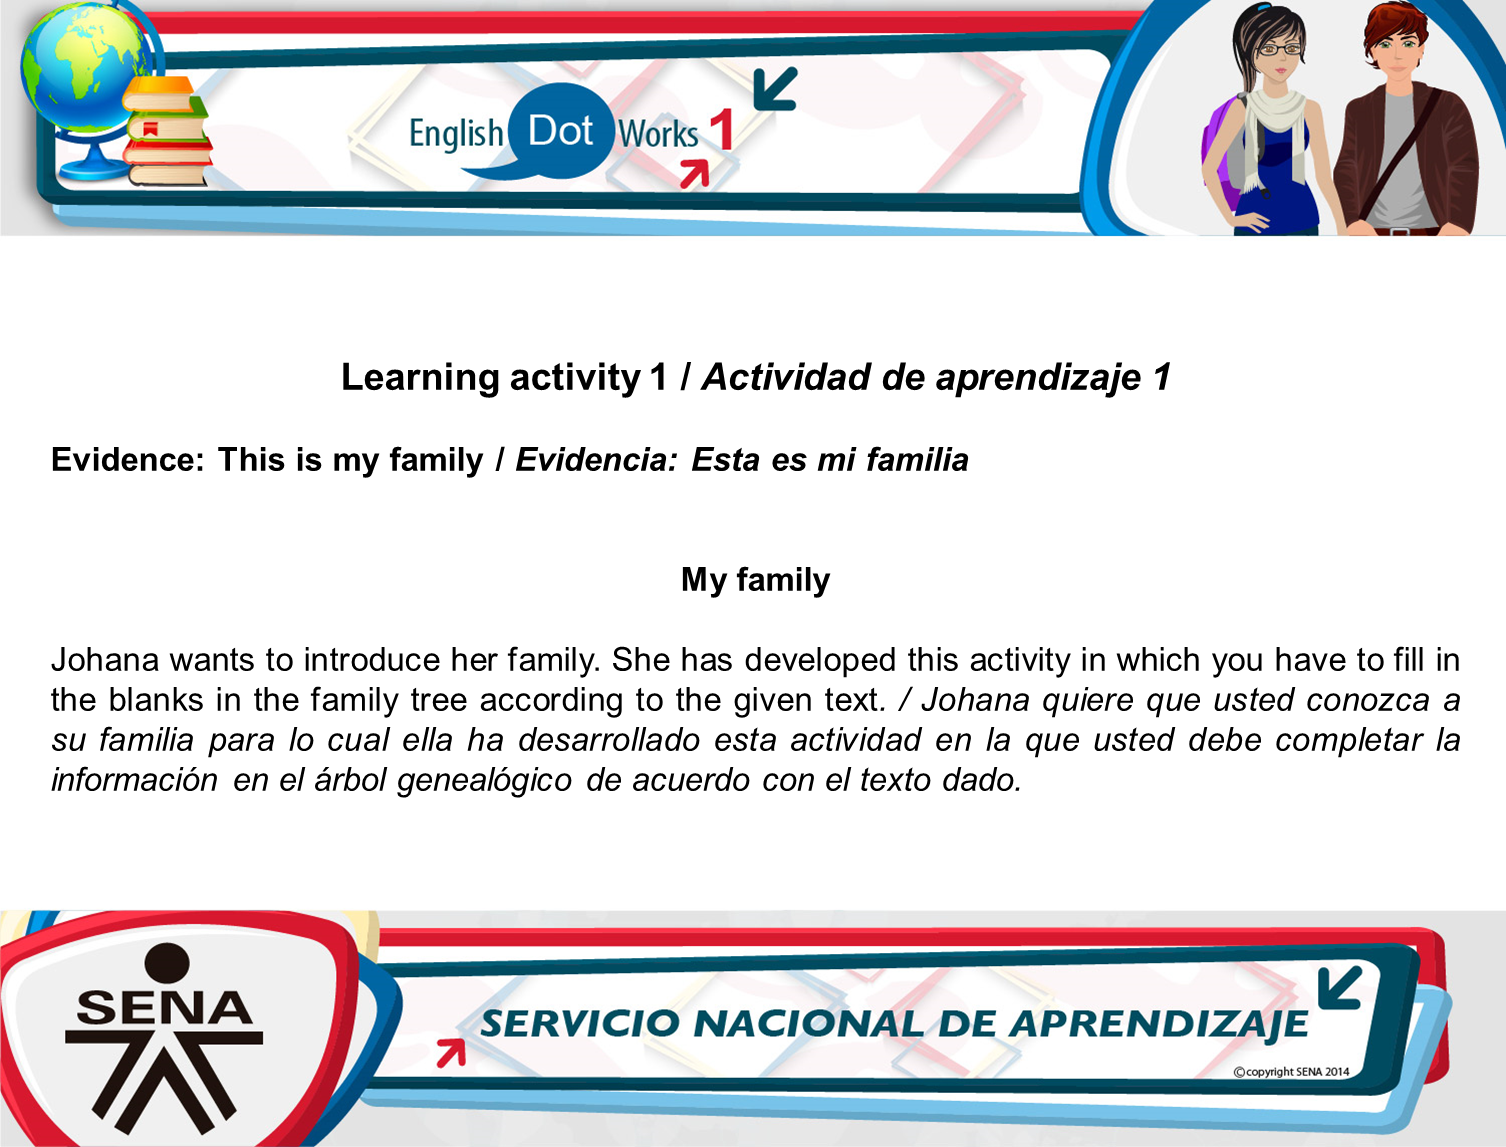 English Dot Works 1
Learning activity 1 / Actividad de aprendizaje 1
Evidence: This is my family / Evidencia: Esta es mi familia
My family
Johana wants to introduce her family. She has developed this activity in which you have to fill in
the blanks in the family tree according to the given text. / Johana quiere que usted conozca a
su familia para lo cual ella ha desarrollado esta actividad en la que usted debe completar la
información en el árbol genealógico de acuerdo con el texto dado.
SENA
SERVICIO NACIONAL DE APRENDIZAJE
©copyright SENA 2014